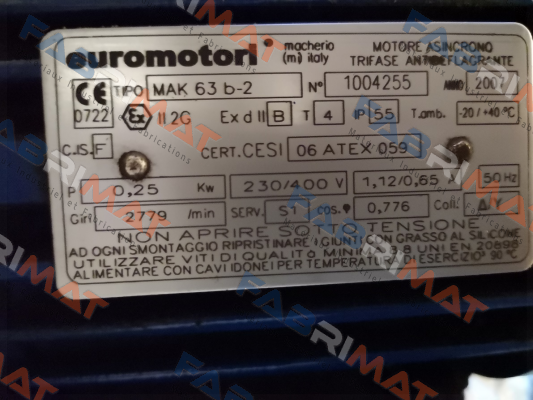 euromotori macherio (mi) italy MOTORE ASINCRONO TRIFASE ANTIDEFLAGRANTE
CE TIPO MAK 63 b-2 N° 1004255 ANNO 2007
0722 Ex II 2G Ex d II B T 4 IP 55 T.amb. -20/+40 °C
C.IS. F CERT.CESI 06 ATEX 059
P 0,25 Kw 230/400 V 1,12/0,65 A 50 Hz
Giri 2779 /min SERV. S1 cos. φ 0,776 Coll. Δ/Y
NON APRIRE SOTTO TENSIONE
AD OGNI SMONTAGGIO RIPRISTINARE I GIUNTI CON GRASSO AL SILICONE
UTILIZZARE VITI DI QUALITÀ MINIMA 8.8 UNI EN 20898
ALIMENTARE CON CAVI IDONEI PER TEMPERATURA DI ESERCIZIO 90 °C
FABRIMAT